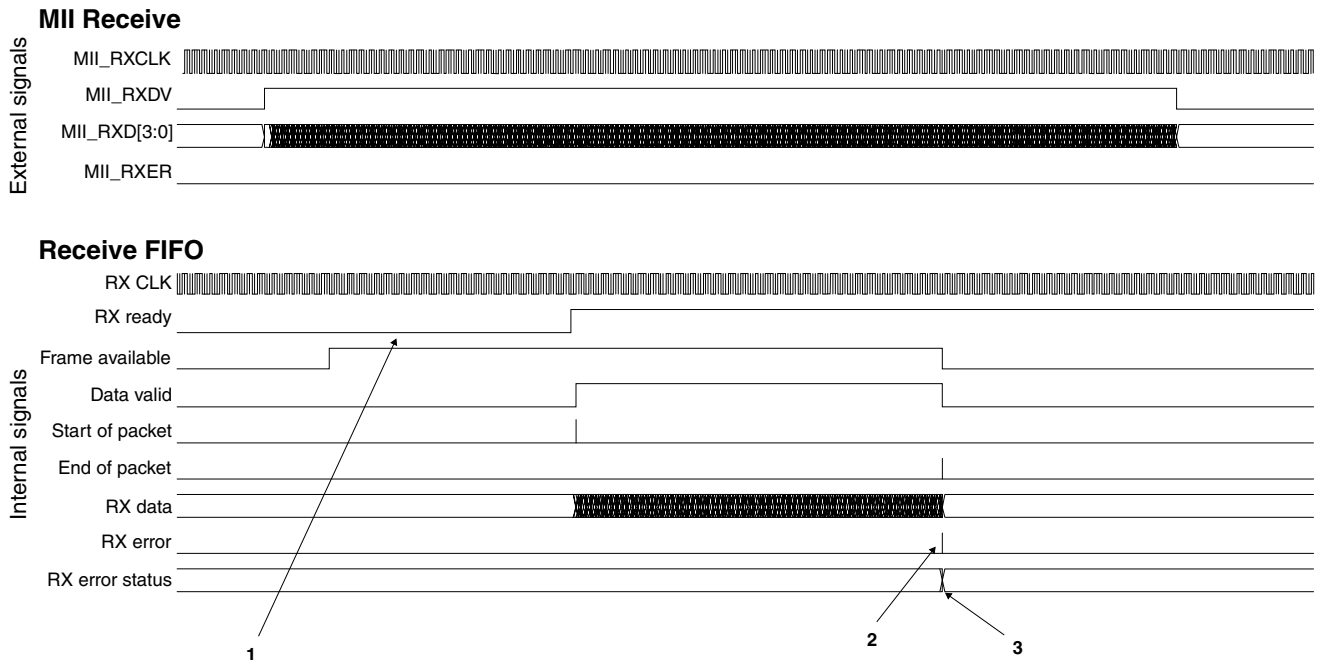 MII Receive
External signals
MII_RXCLK
MII_RXDV
MII_RXD[3:0]
MII_RXER
Receive FIFO
Internal signals
RX CLK
RX ready
Frame available
Data valid
Start of packet
End of packet
RX data
RX error
RX error status
1
2
3